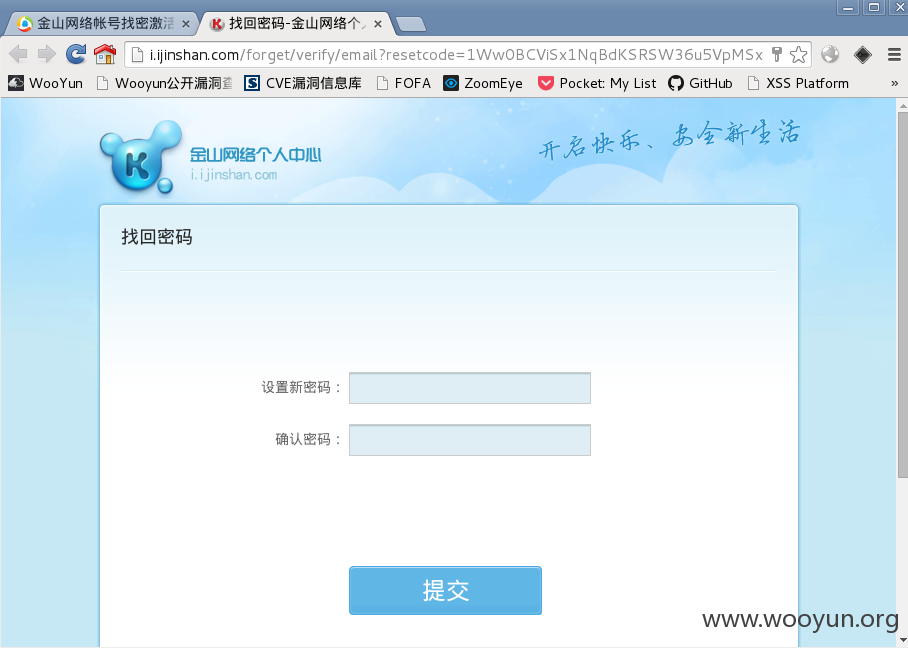 金山网络帐号找密激活
找回密码-金山网络个人
i.ijinshan.com/forget/verify/email?resetcode=1Ww0BCViSx1NqBdKSRSW36u5VpMSx
WooYun
Wooyun公开漏洞查
CVE漏洞信息库
FOFA
ZoomEye
Pocket: My List
GitHub
XSS Platform
»
K
金山网络个人中心
i.ijinshan.com
开启快乐、安全新生活
找回密码
设置新密码：
确认密码：
提交
www.wooyun.org